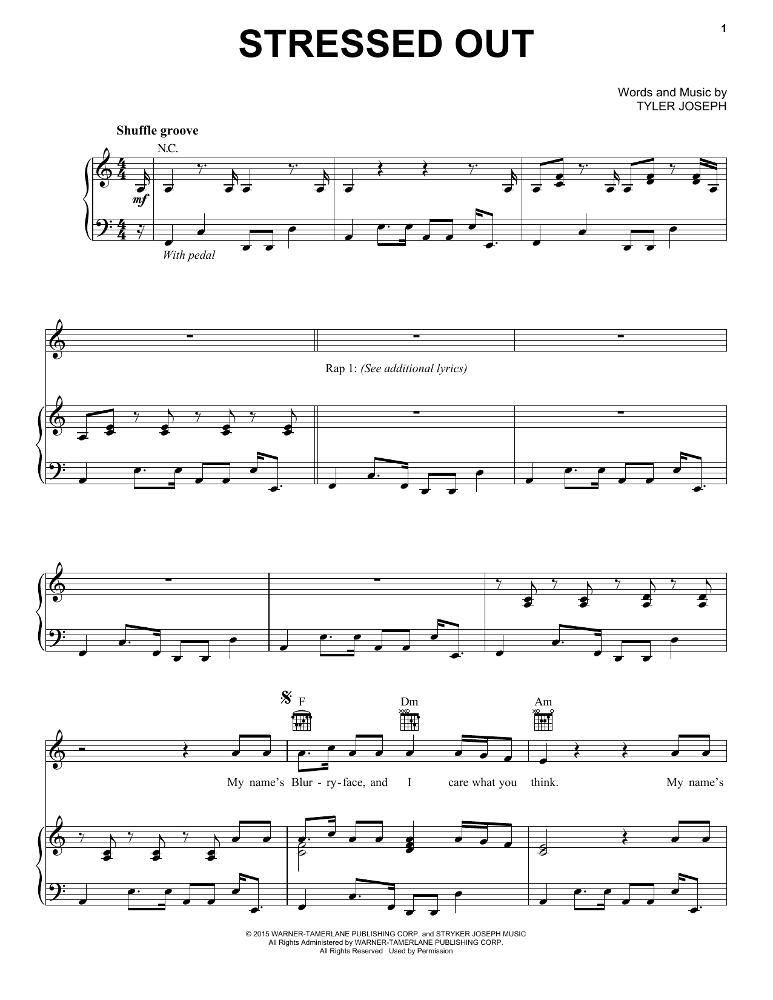 1
STRESSED OUT
Words and Music by
TYLER JOSEPH
Shuffle groove
N.C.
mf
With pedal
Rap 1: (See additional lyrics)
F Dm Am
My name's Blur - ry - face, and I care what you think. My name's
© 2015 WARNER-TAMERLANE PUBLISHING CORP. and STRYKER JOSEPH MUSIC
All Rights Administered by WARNER-TAMERLANE PUBLISHING CORP.
All Rights Reserved Used by Permission